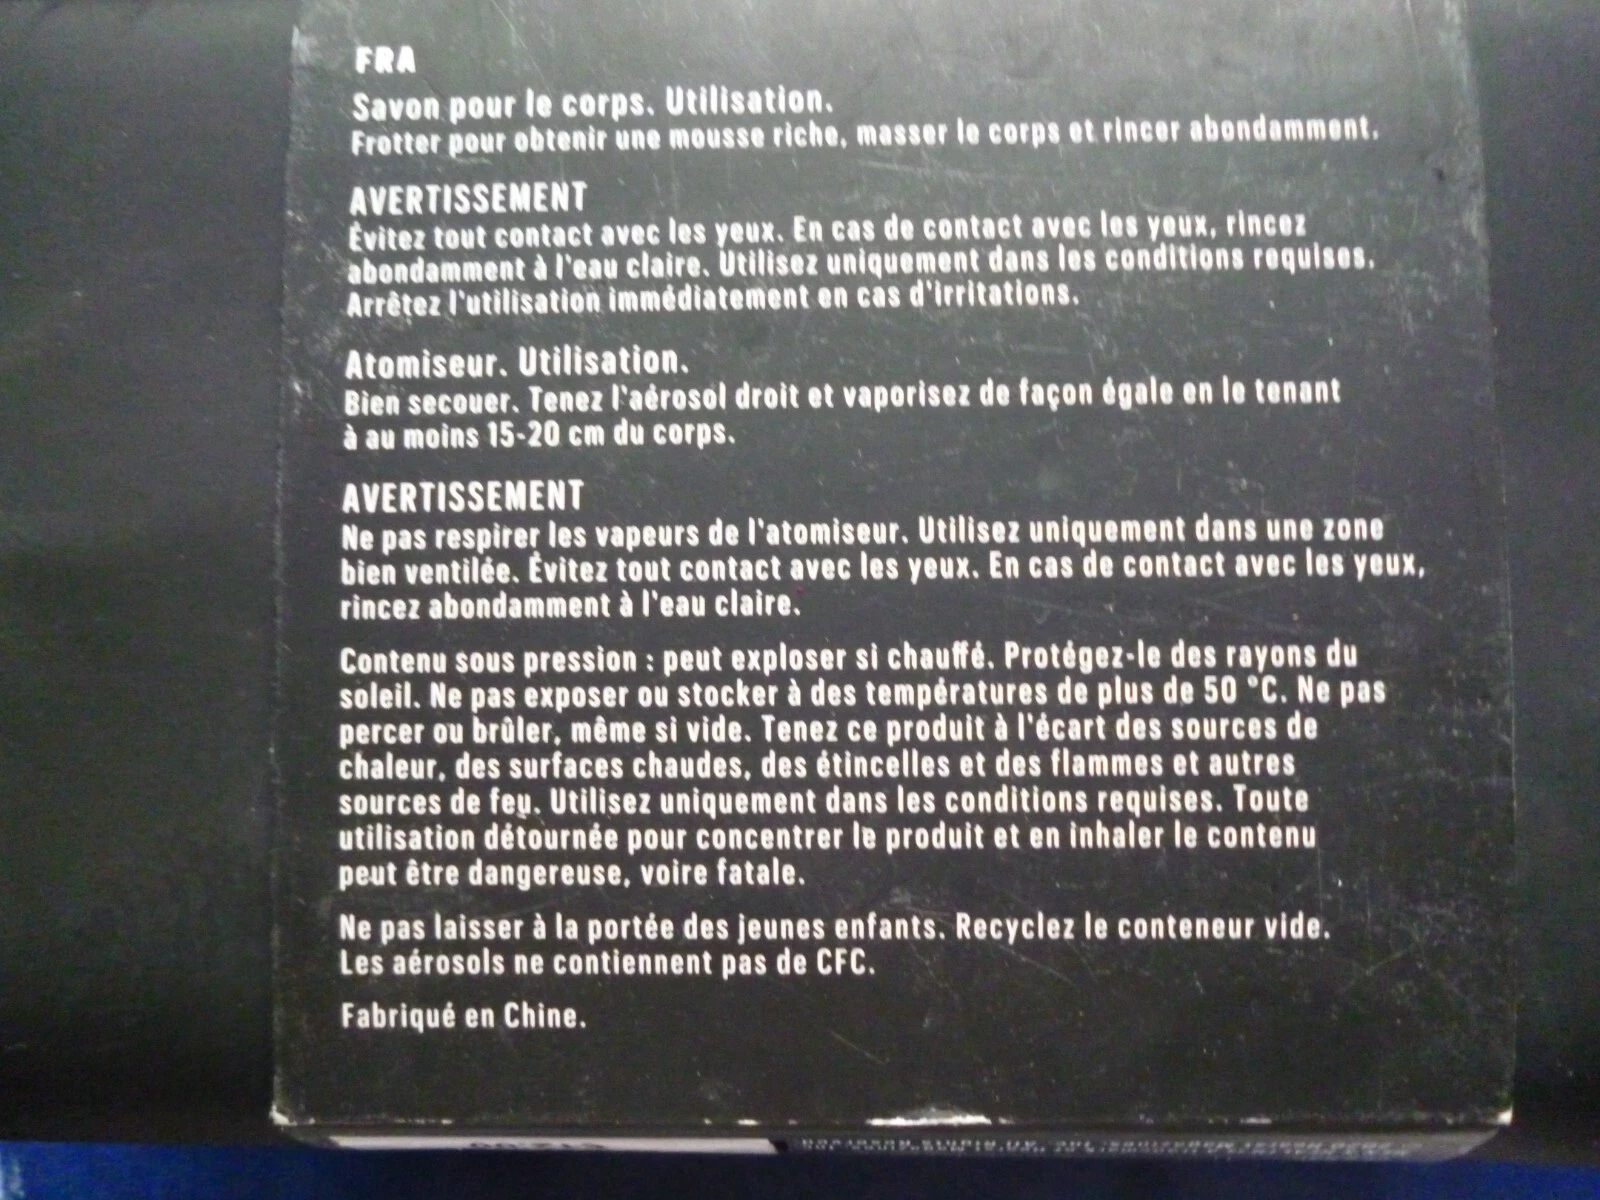 FRA
Savon pour le corps. Utilisation.
Frotter pour obtenir une mousse riche, masser le corps et rincer abondamment.
AVERTISSEMENT
Évitez tout contact avec les yeux. En cas de contact avec les yeux, rincez
abondamment à l'eau claire. Utilisez uniquement dans les conditions requises.
Arrêtez l'utilisation immédiatement en cas d'irritations.
Atomiseur. Utilisation.
Bien secouer. Tenez l'aérosol droit et vaporisez de façon égale en le tenant
à au moins 15-20 cm du corps.
AVERTISSEMENT
Ne pas respirer les vapeurs de l'atomiseur. Utilisez uniquement dans une zone
bien ventilée. Évitez tout contact avec les yeux. En cas de contact avec les yeux,
rincez abondamment à l'eau claire.
Contenu sous pression : peut exploser si chauffé. Protégez-le des rayons du
soleil. Ne pas exposer ou stocker à des températures de plus de 50 °C. Ne pas
percer ou brûler, même si vide. Tenez ce produit à l'écart des sources de
chaleur, des surfaces chaudes, des étincelles et des flammes et autres
sources de feu. Utilisez uniquement dans les conditions requises. Toute
utilisation détournée pour concentrer le produit et en inhaler le contenu
peut être dangereuse, voire fatale.
Ne pas laisser à la portée des jeunes enfants. Recyclez le conteneur vide.
Les aérosols ne contiennent pas de CFC.
Fabriqué en Chine.